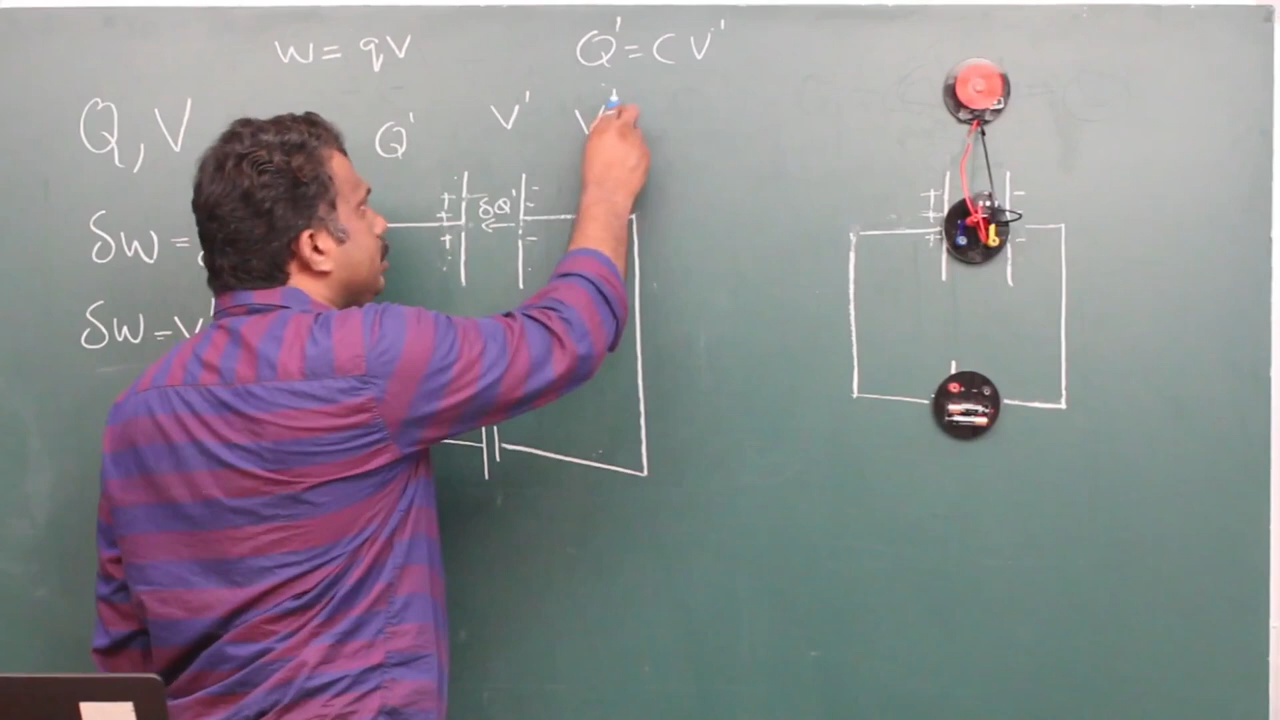 W = qV
Q' = CV'
Q, V
Q'
V'
V
+ - δQ' -
+
+ -
δW =
δW = V
+ -
+
+ -